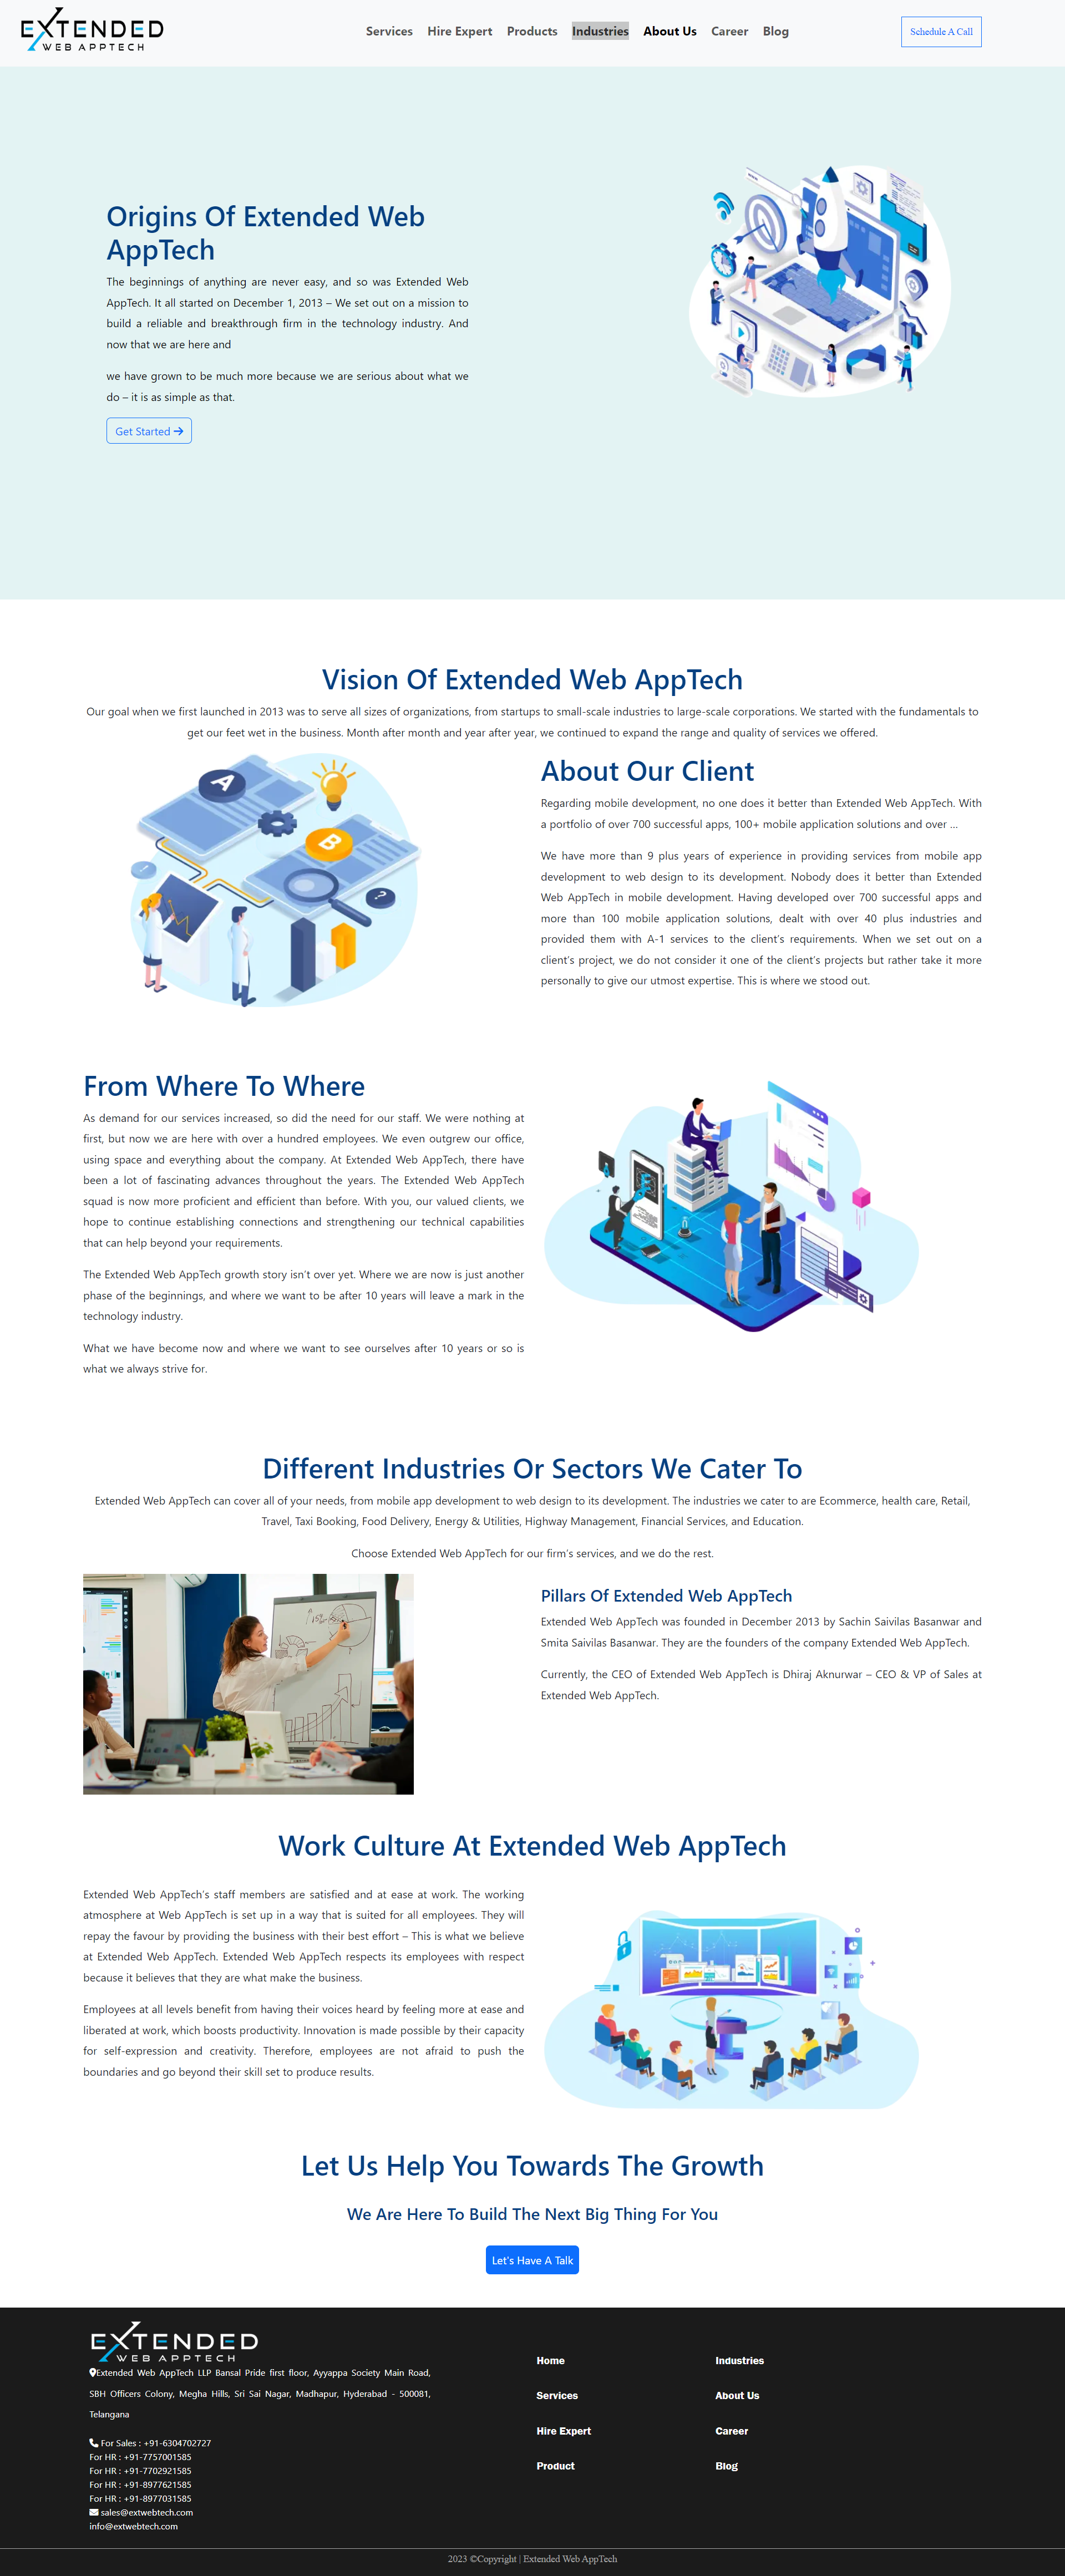 EXTENDED
WEB APPTECH
Services Hire Expert Products Industries About Us Career Blog
Schedule A Call
Origins Of Extended Web
AppTech
The beginnings of anything are never easy, and so was Extended Web
AppTech. It all started on December 1, 2013 – We set out on a mission to
build a reliable and breakthrough firm in the technology industry. And
now that we are here and
we have grown to be much more because we are serious about what we
do – it is as simple as that.
Get Started
Vision Of Extended Web AppTech
Our goal when we first launched in 2013 was to serve all sizes of organizations, from startups to small-scale industries to large-scale corporations. We started with the fundamentals to
get our feet wet in the business. Month after month and year after year, we continued to expand the range and quality of services we offered.
A
B
?
About Our Client
Regarding mobile development, no one does it better than Extended Web AppTech. With
a portfolio of over 700 successful apps, 100+ mobile application solutions and over ...
We have more than 9 plus years of experience in providing services from mobile app
development to web design to its development. Nobody does it better than Extended
Web AppTech in mobile development. Having developed over 700 successful apps and
more than 100 mobile application solutions, dealt with over 40 plus industries and
provided them with A-1 services to the client's requirements. When we set out on a
client's project, we do not consider it one of the client's projects but rather take it more
personally to give our utmost expertise. This is where we stood out.
From Where To Where
As demand for our services increased, so did the need for our staff. We were nothing at
first, but now we are here with over a hundred employees. We even outgrew our office,
using space and everything about the company. At Extended Web AppTech, there have
been a lot of fascinating advances throughout the years. The Extended Web AppTech
squad is now more proficient and efficient than before. With you, our valued clients, we
hope to continue establishing connections and strengthening our technical capabilities
that can help beyond your requirements.
The Extended Web AppTech growth story isn't over yet. Where we are now is just another
phase of the beginnings, and where we want to be after 10 years will leave a mark in the
technology industry.
What we have become now and where we want to see ourselves after 10 years or so is
what we always strive for.
Different Industries Or Sectors We Cater To
Extended Web AppTech can cover all of your needs, from mobile app development to web design to its development. The industries we cater to are Ecommerce, health care, Retail,
Travel, Taxi Booking, Food Delivery, Energy & Utilities, Highway Management, Financial Services, and Education.
Choose Extended Web AppTech for our firm's services, and we do the rest.
Pillars Of Extended Web AppTech
Extended Web AppTech was founded in December 2013 by Sachin Saivilas Basanwar and
Smita Saivilas Basanwar. They are the founders of the company Extended Web AppTech.
Currently, the CEO of Extended Web AppTech is Dhiraj Aknurwar – CEO & VP of Sales at
Extended Web AppTech.
Work Culture At Extended Web AppTech
Extended Web AppTech's staff members are satisfied and at ease at work. The working
atmosphere at Web AppTech is set up in a way that is suited for all employees. They will
repay the favour by providing the business with their best effort – This is what we believe
at Extended Web AppTech. Extended Web AppTech respects its employees with respect
because it believes that they are what make the business.
Employees at all levels benefit from having their voices heard by feeling more at ease and
liberated at work, which boosts productivity. Innovation is made possible by their capacity
for self-expression and creativity. Therefore, employees are not afraid to push the
boundaries and go beyond their skill set to produce results.
Let Us Help You Towards The Growth
We Are Here To Build The Next Big Thing For You
Let's Have A Talk
EXTENDED
WEB APPTECH
Extended Web AppTech LLP Bansal Pride first floor, Ayyappa Society Main Road,
SBH Officers Colony, Megha Hills, Sri Sai Nagar, Madhapur, Hyderabad - 500081,
Telangana
For Sales : +91-6304702727
For HR : +91-7757001585
For HR : +91-7702921585
For HR : +91-8977621585
For HR : +91-8977031585
sales@extwebtech.com
info@extwebtech.com
Home
Services
Hire Expert
Product
Industries
About Us
Career
Blog
2023 ©Copyright | Extended Web AppTech